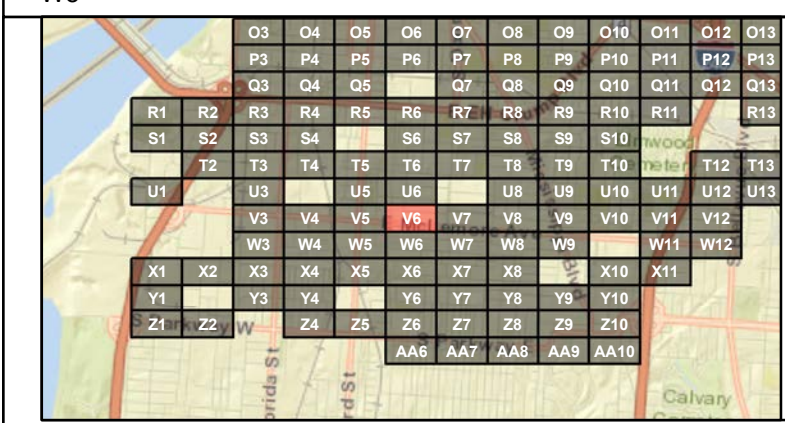 O3 O4 O5 O6 O7 O8 O9 O10 O11 O12 O13
P3 P4 P5 P6 P7 P8 P9 P10 P11 P12 P13
Q3 Q4 Q5 Q7 Q8 Q9 Q10 Q11 Q12 Q13
R1 R2 R3 R4 R5 R6 R7 R8 R9 R10 R11 R13
S1 S2 S3 S4 S6 S7 S8 S9 S10
T2 T3 T4 T5 T6 T7 T8 T9 T10 T12 T13
U1 U3 U5 U6 U8 U9 U10 U11 U12 U13
V3 V4 V5 V6 V7 V8 V9 V10 V11 V12
E McLemore Ave
W3 W4 W5 W6 W7 W8 W9 W11 W12
X1 X2 X3 X4 X5 X6 X7 X8 X10 X11
Y1 Y3 Y4 Y6 Y7 Y8 Y9 Y10
Z1 Z2 Z4 Z5 Z6 Z7 Z8 Z9 Z10
S Parkway W
AA6 AA7 AA8 AA9 AA10
Calvary